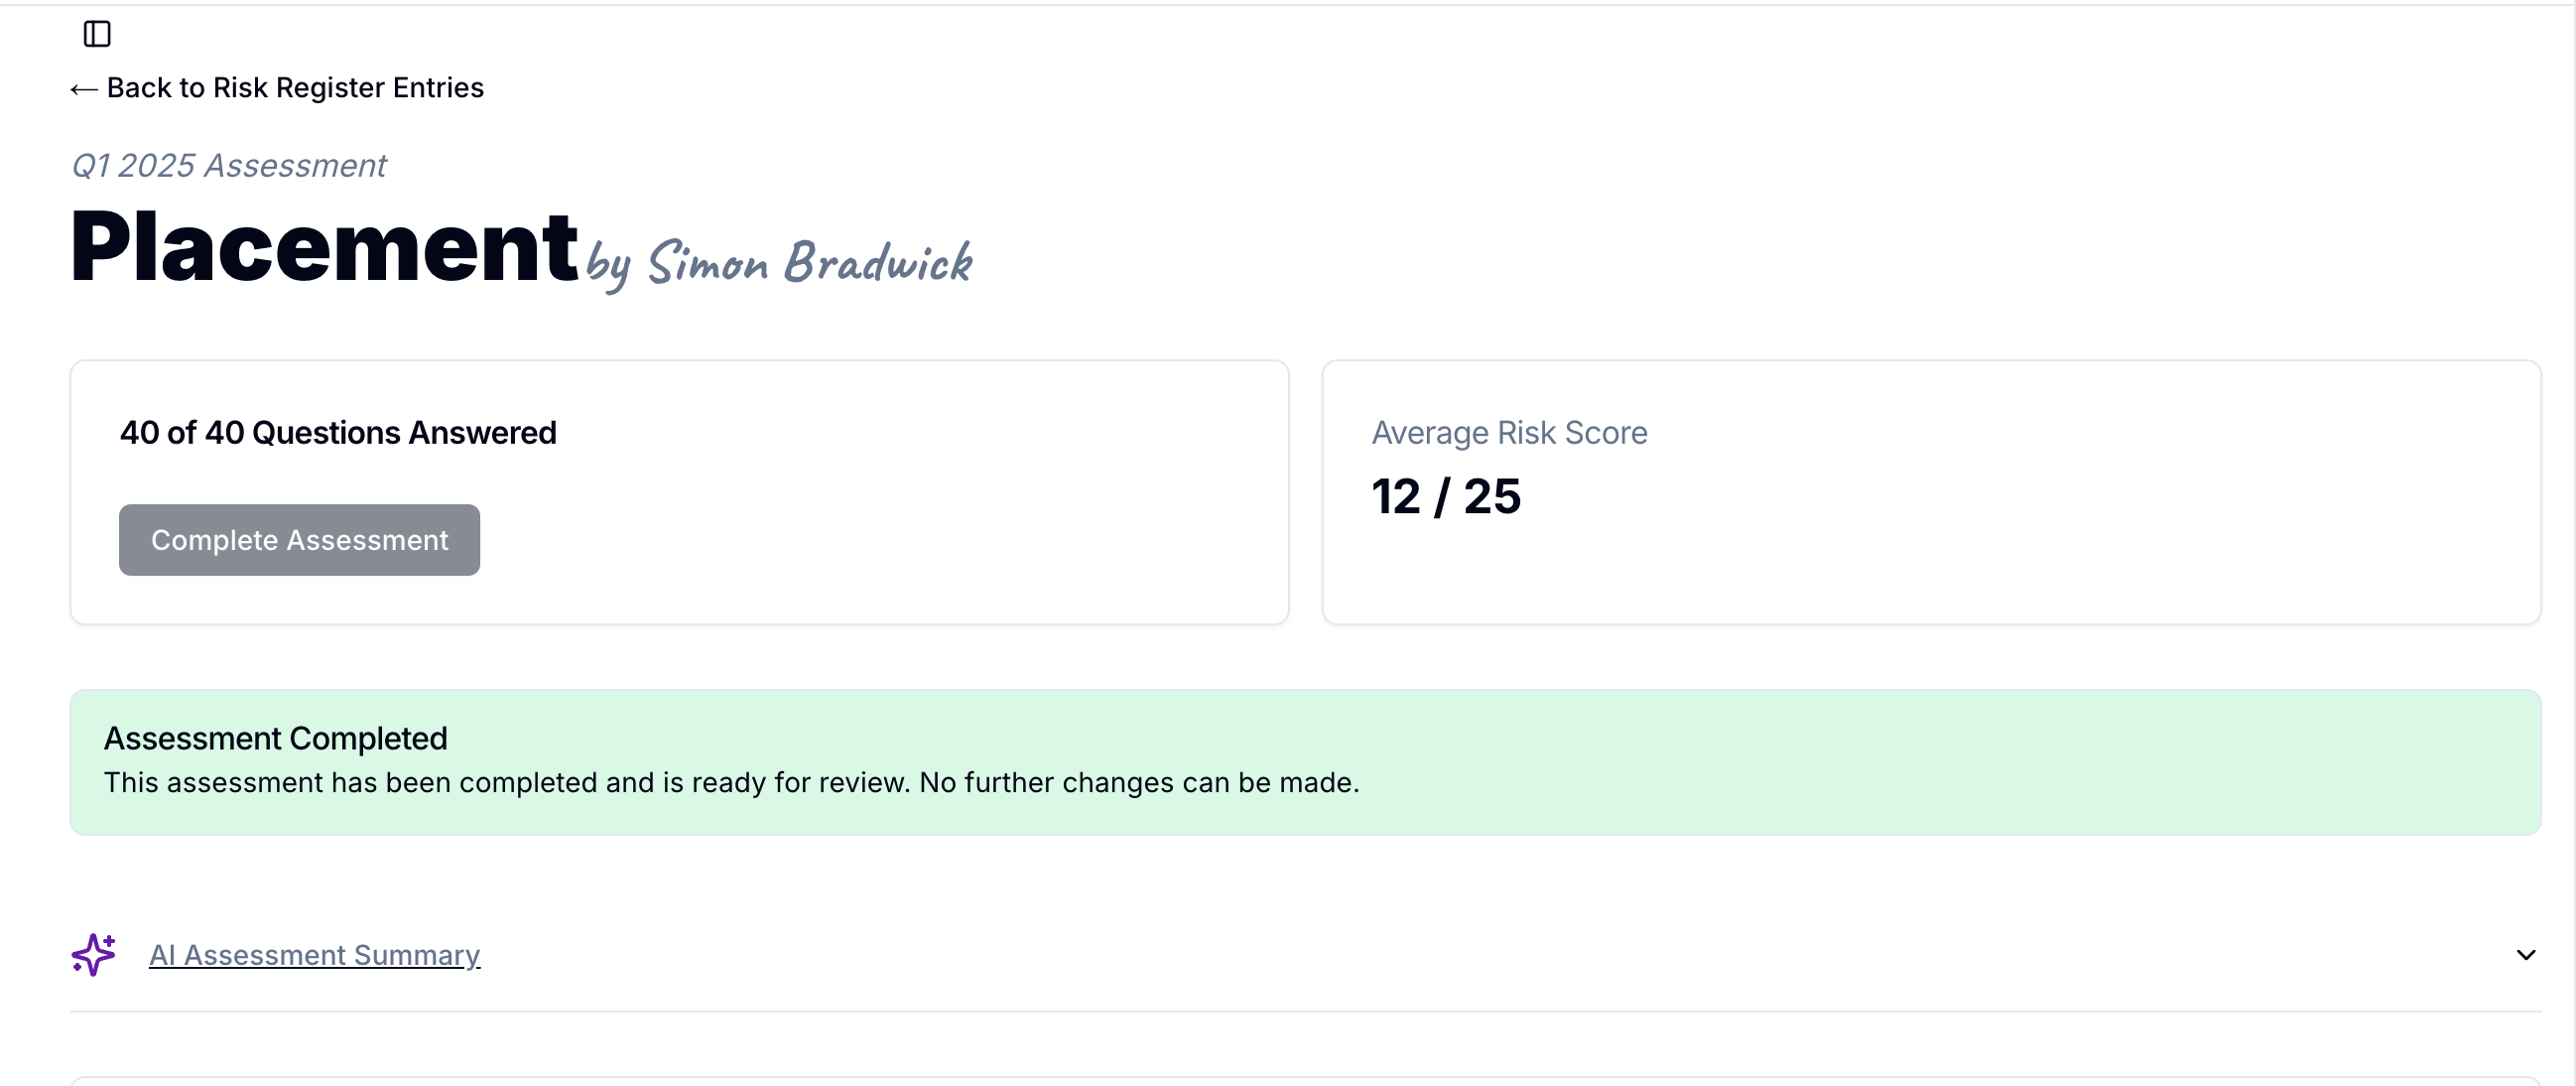 ← Back to Risk Register Entries
Q1 2025 Assessment
Placement by Simon Bradwick
40 of 40 Questions Answered
Complete Assessment
Average Risk Score
12 / 25
Assessment Completed
This assessment has been completed and is ready for review. No further changes can be made.
AI Assessment Summary